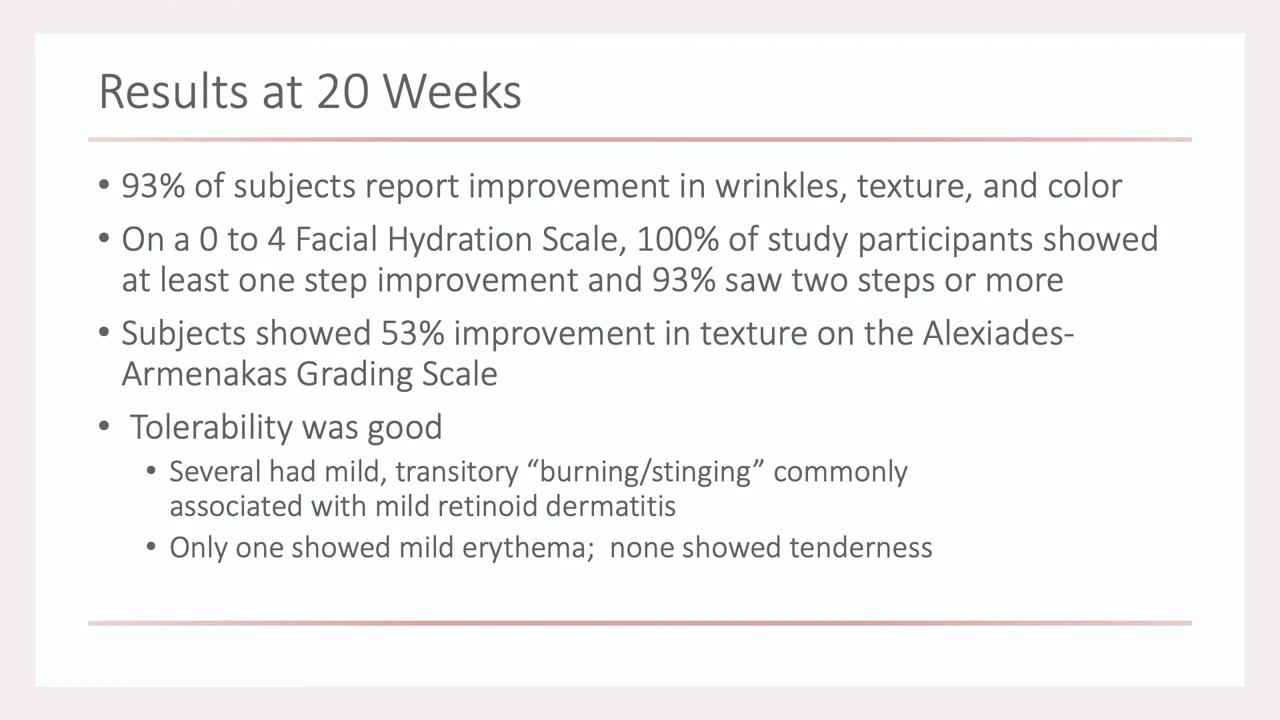 Results at 20 Weeks
• 93% of subjects report improvement in wrinkles, texture, and color
• On a 0 to 4 Facial Hydration Scale, 100% of study participants showed
at least one step improvement and 93% saw two steps or more
• Subjects showed 53% improvement in texture on the Alexiades-
Armenakas Grading Scale
• Tolerability was good
• Several had mild, transitory “burning/stinging” commonly
associated with mild retinoid dermatitis
• Only one showed mild erythema;  none showed tenderness